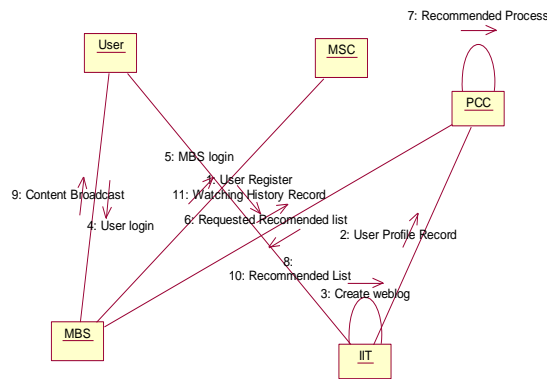 7: Recommended Process
User
MSC
PCC
5: MBS login
1: User Register
9: Content Broadcast
11: Watching History Record
4: User login
6: Requested Recomended list
2: User Profile Record
8:
10: Recommended List
3: Create weblog
MBS
IIT